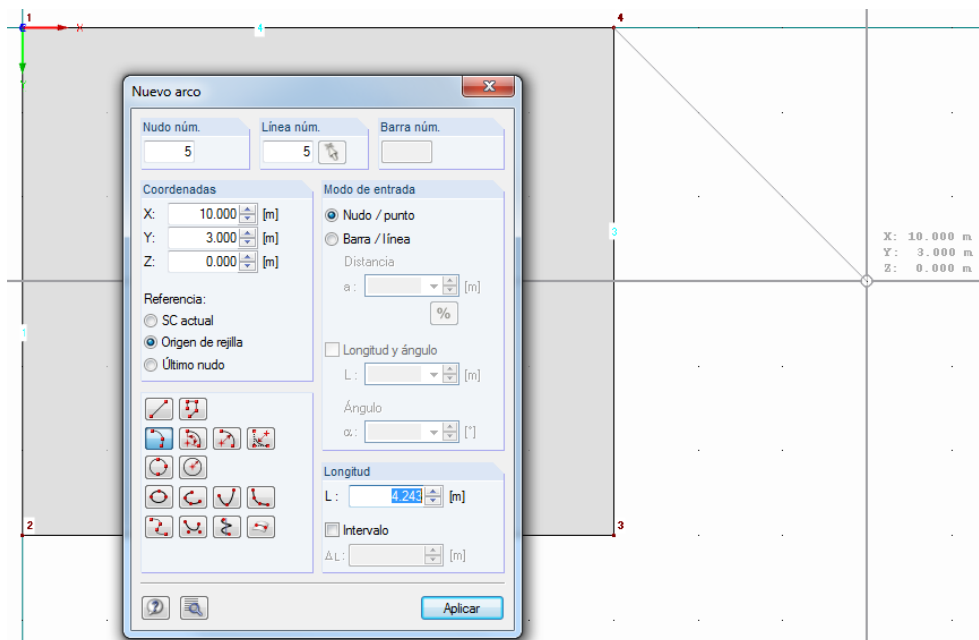 1
4
4
X
Nuevo arco
Nudo núm.
Línea núm.
Barra núm.
5
5
Coordenadas
Modo de entrada
X: 10.000 [m]
Y: 3.000 [m]
Z: 0.000 [m]
Nudo / punto
Barra / línea
Distancia
a : [m]
%
Referencia:
SC actual
Origen de rejilla
Último nudo
Longitud y ángulo
L : [m]
Ángulo
α : [°]
Longitud
L : 4.243 [m]
Intervalo
ΔL: [m]
Aplicar
3
X: 10.000 m
Y: 3.000 m
Z: 0.000 m
1
2
3